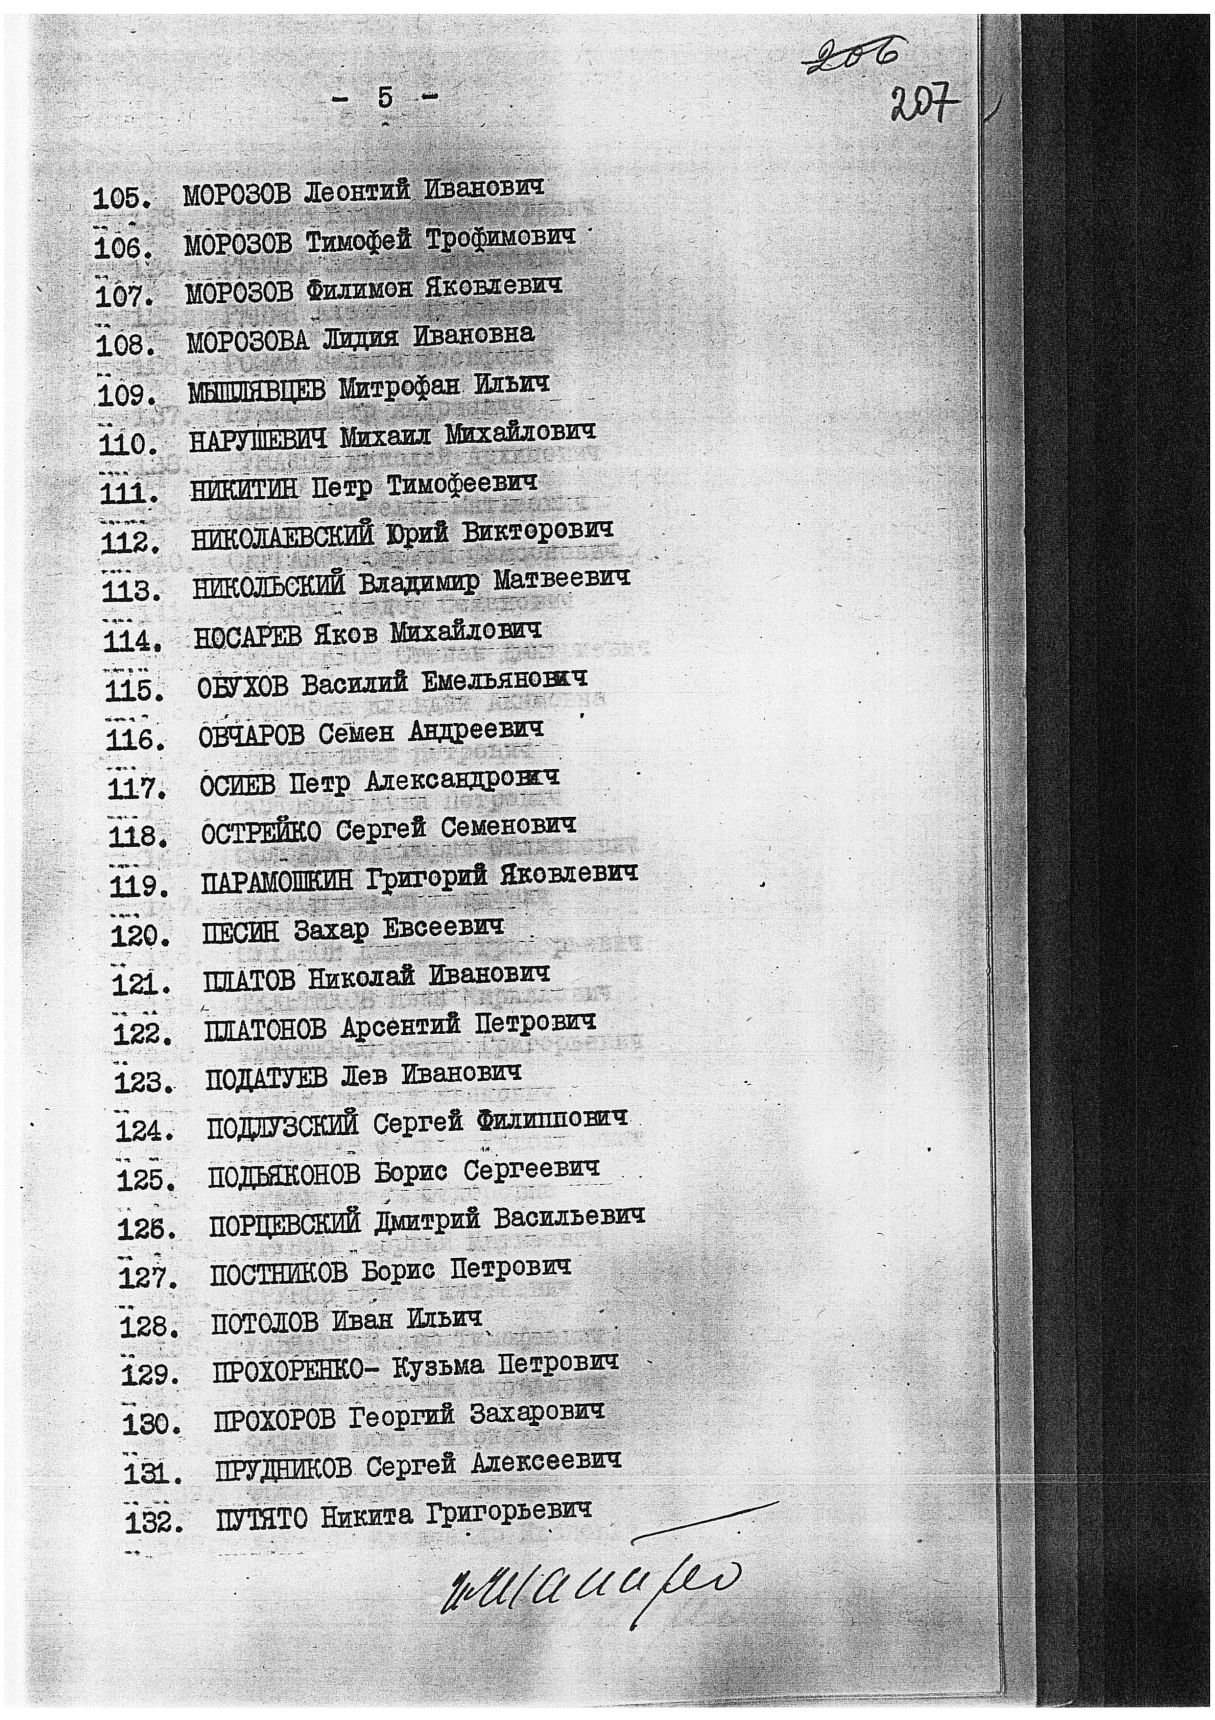 206
207
- 5 -
105. МОРОЗОВ Леонтий Иванович
106. МОРОЗОВ Тимофей Трофимович
107. МОРОЗОВ Филимон Яковлевич
108. МОРОЗОВА Лидия Ивановна
109. МЫШЛЯВЦЕВ Митрофан Ильич
110. НАРУШЕВИЧ Михаил Михайлович
111. НИКИТИН Петр Тимофеевич
112. НИКОЛАЕВСКИЙ Юрий Викторович
113. НИКОЛЬСКИЙ Владимир Матвеевич
114. НОСАРЕВ Яков Михайлович
115. ОБУХОВ Василий Емельянович
116. ОВЧАРОВ Семен Андреевич
117. ОСИЕВ Петр Александрович
118. ОСТРЕЙКО Сергей Семенович
119. ПАРАМОШКИН Григорий Яковлевич
120. ПЕСИН Захар Евсеевич
121. ПЛАТОВ Николай Иванович
122. ПЛАТОНОВ Арсентий Петрович
123. ПОДАТУЕВ Лев Иванович
124. ПОДЛУЗСКИЙ Сергей Филиппович
125. ПОДЬЯКОНОВ Борис Сергеевич
126. ПОРЦЕВСКИЙ Дмитрий Васильевич
127. ПОСТНИКОВ Борис Петрович
128. ПОТОЛОВ Иван Ильич
129. ПРОХОРЕНКО- Кузьма Петрович
130. ПРОХОРОВ Георгий Захарович
131. ПРУДНИКОВ Сергей Алексеевич
132. ПУТЯТО Никита Григорьевич